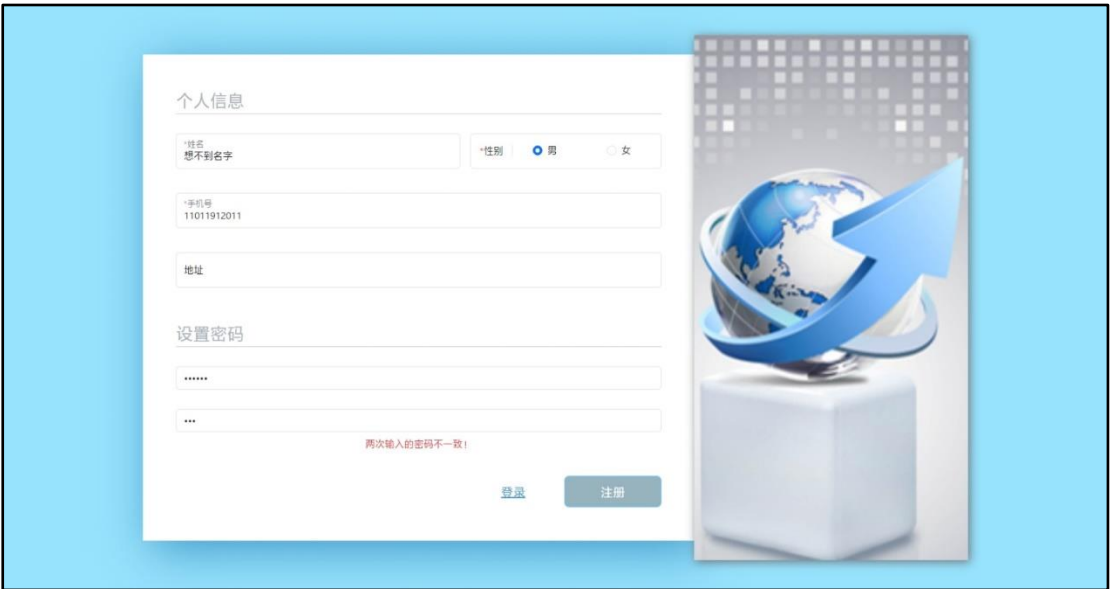 个人信息
*姓名
想不到名字
*性别
男
女
*手机号
11011912011
地址
设置密码
••••••
•••
两次输入的密码不一致！
登录
注册